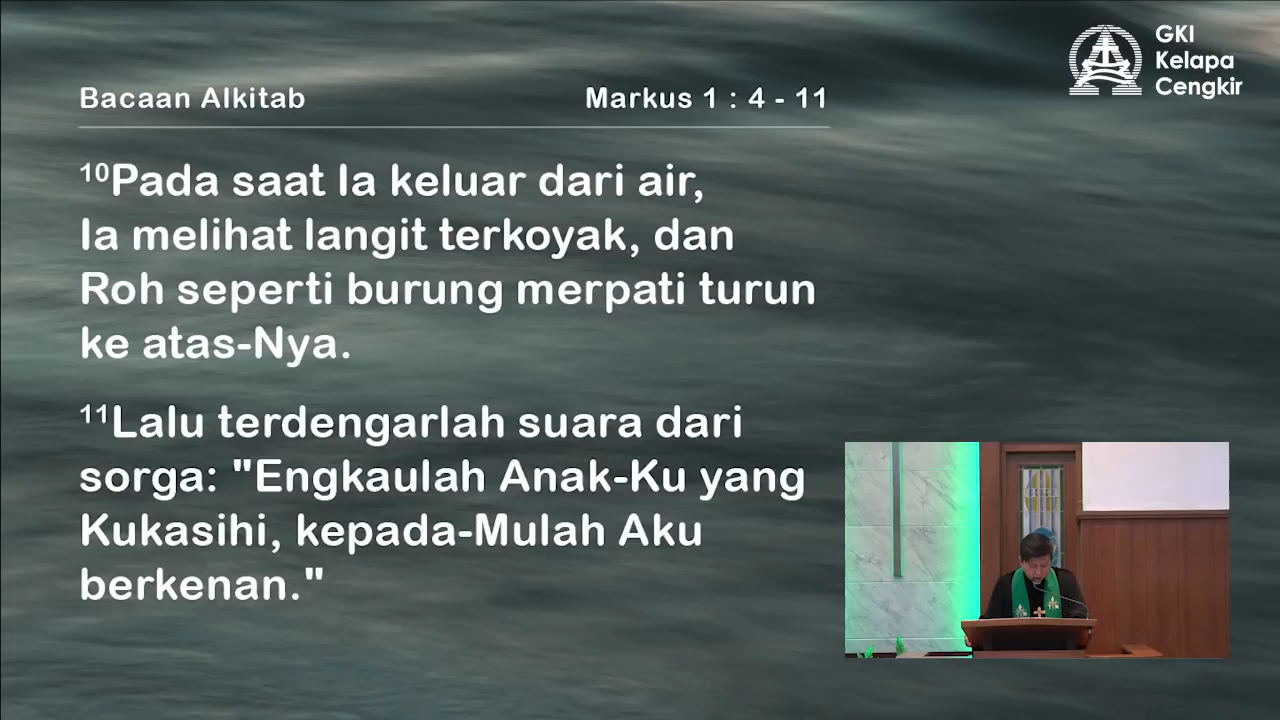 GKI
Kelapa
Cengkir
Bacaan Alkitab Markus 1 : 4 - 11
¹⁰Pada saat Ia keluar dari air,
Ia melihat langit terkoyak, dan
Roh seperti burung merpati turun
ke atas-Nya.
¹¹Lalu terdengarlah suara dari
sorga: "Engkaulah Anak-Ku yang
Kukasihi, kepada-Mulah Aku
berkenan."